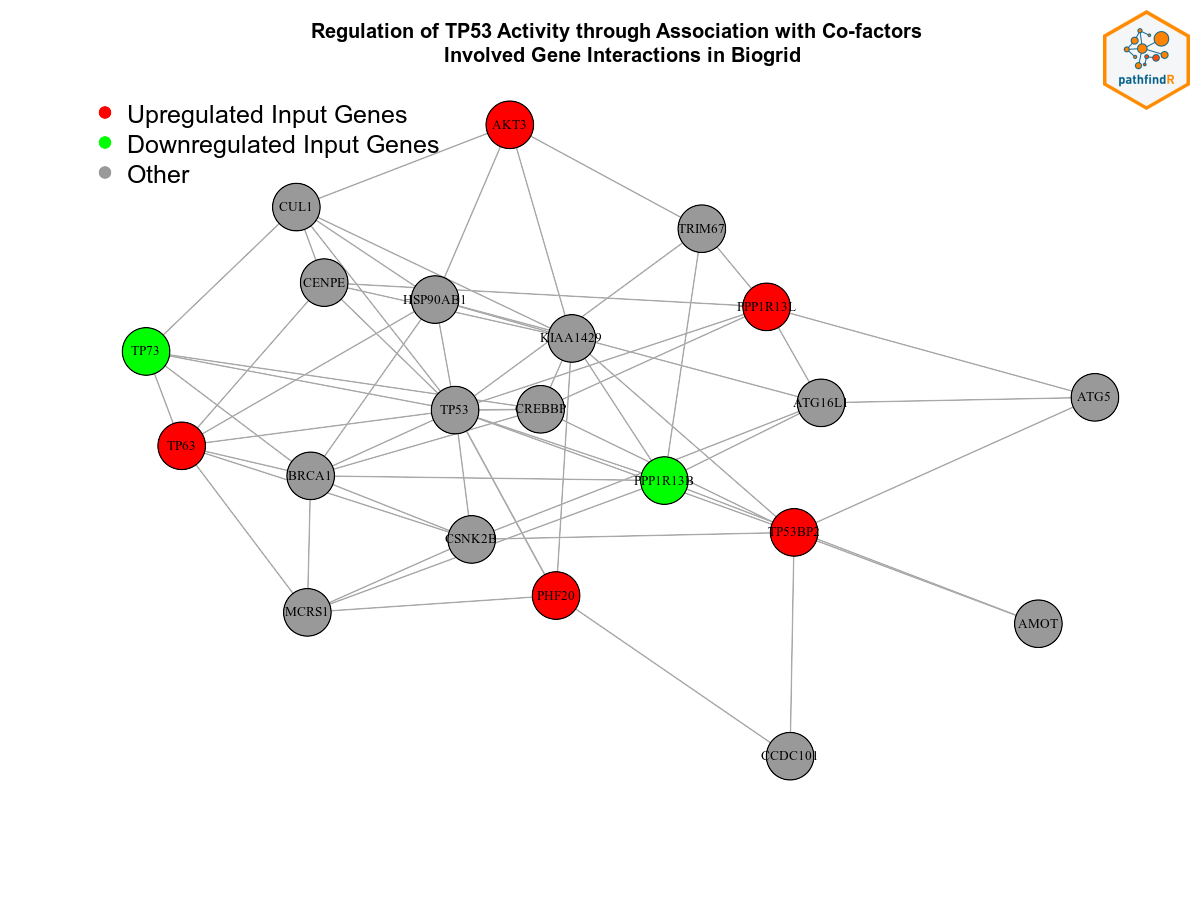 Regulation of TP53 Activity through Association with Co-factors
Involved Gene Interactions in Biogrid
pathfindR
Upregulated Input Genes
Downregulated Input Genes
Other
AKT3
CUL1
TRIM67
CENPE
HSP90AB1
PPP1R13L
KIAA1429
TP73
ATG5
ATG16L1
TP53
CREBBP
TP63
BRCA1
PPP1R13B
TP53BP2
CSNK2B
PHF20
MCRS1
AMOT
CCDC101